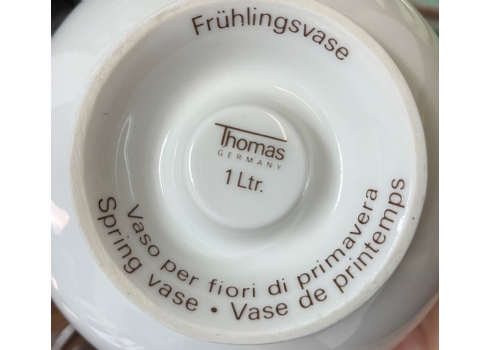 Frühlingsvase
Thomas
GERMANY
1 Ltr.
Vaso per fiori di primavera
Spring vase • Vase de printemps